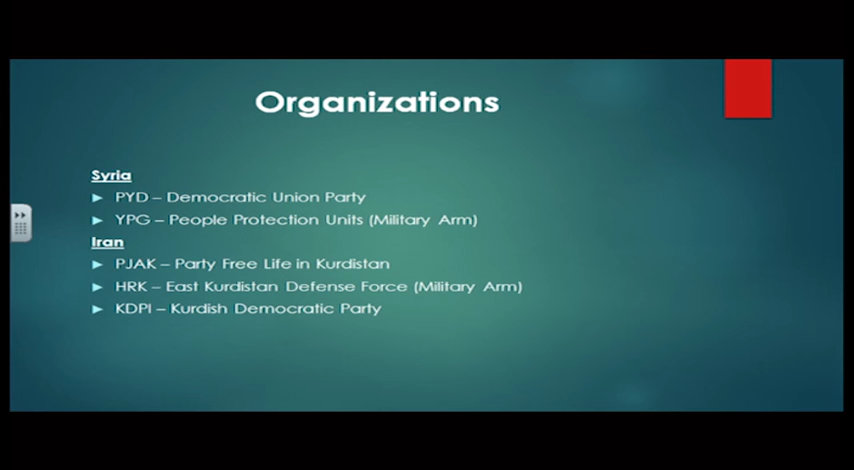 Organizations
Syria
PYD – Democratic Union Party
YPG – People Protection Units (Military Arm)
Iran
PJAK – Party Free Life in Kurdistan
HRK – East Kurdistan Defense Force (Military Arm)
KDPI – Kurdish Democratic Party